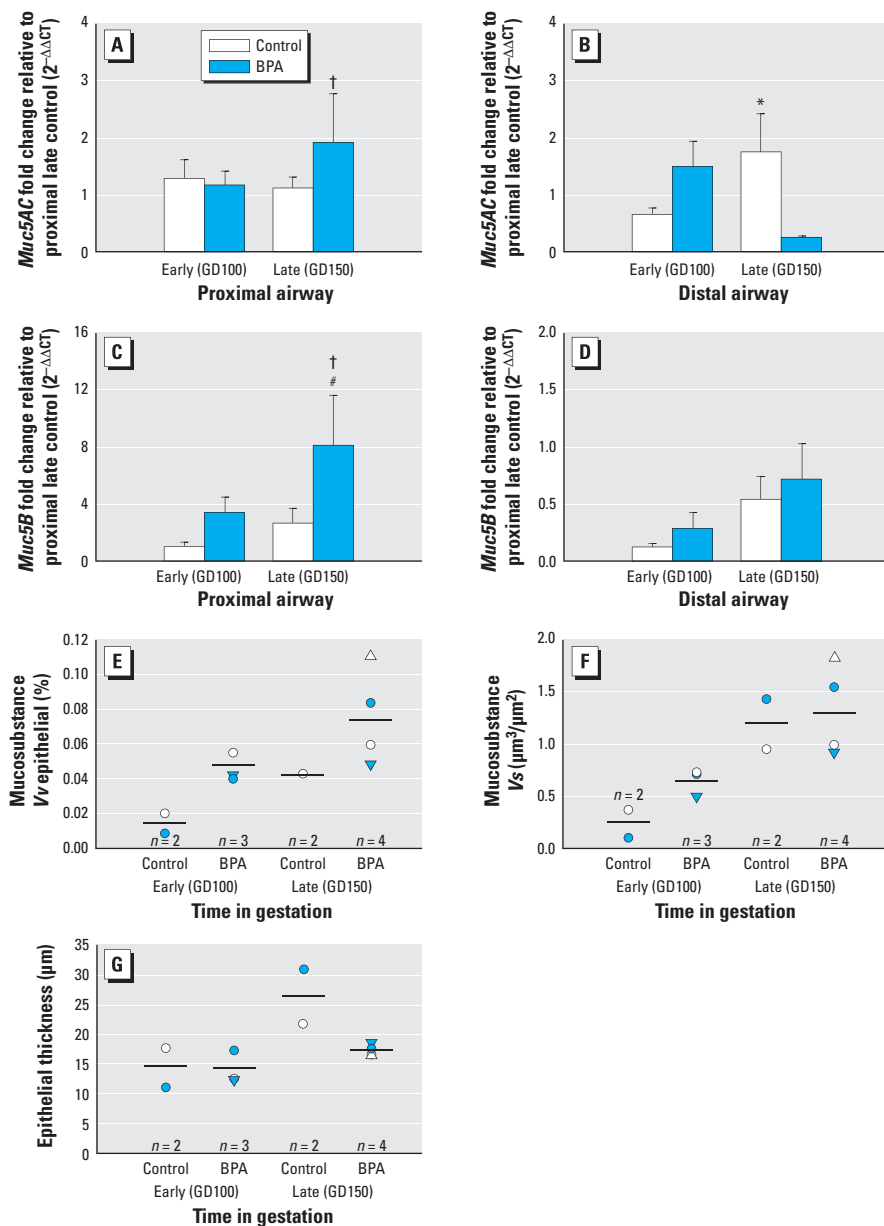 Muc5AC fold change relative to
proximal late control (2–ΔΔCT)
4
3
2
1
0
A
Control
BPA
†
Early (GD100) Late (GD150)
Proximal airway
Muc5AC fold change relative to
proximal late control (2–ΔΔCT)
4
3
2
1
0
B
*
Early (GD100) Late (GD150)
Distal airway
Muc5B fold change relative to
proximal late control (2–ΔΔCT)
16
12
8
4
0
C
†
#
Early (GD100) Late (GD150)
Proximal airway
Muc5B fold change relative to
proximal late control (2–ΔΔCT)
2.0
1.5
1.0
0.5
0.0
D
Early (GD100) Late (GD150)
Distal airway
Mucosubstance
Vv epithelial (%)
0.12
0.10
0.08
0.06
0.04
0.02
0.00
E
n = 2 n = 3 n = 2 n = 4
Control BPA Control BPA
Early (GD100) Late (GD150)
Time in gestation
Mucosubstance
Vs (µm3/µm2)
2.0
1.5
1.0
0.5
0.0
F
n = 2
n = 3 n = 2 n = 4
Control BPA Control BPA
Early (GD100) Late (GD150)
Time in gestation
Epithelial thickness (µm)
35
30
25
20
15
10
5
0
G
n = 2 n = 3 n = 2 n = 4
Control BPA Control BPA
Early (GD100) Late (GD150)
Time in gestation